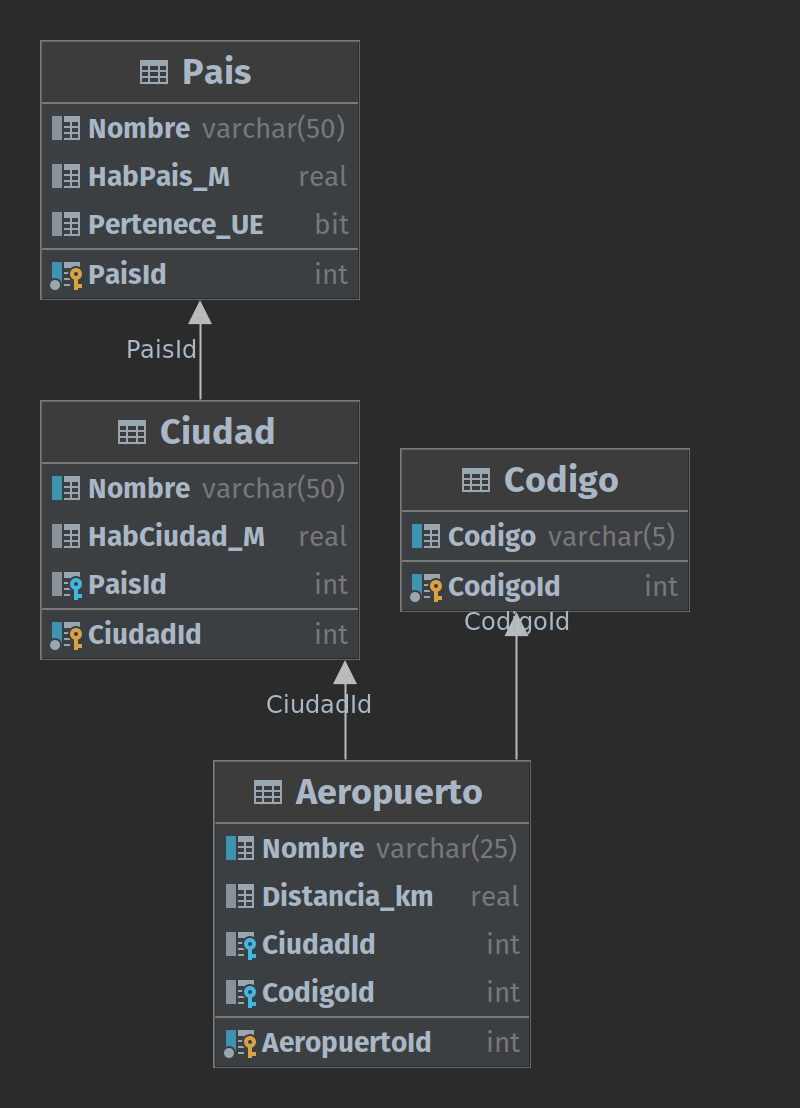 Pais
Nombre varchar(50)
HabPais_M real
Pertenece_UE bit
PaisId int
PaisId
Ciudad
Nombre varchar(50)
HabCiudad_M real
PaisId int
CiudadId int
Codigo
Codigo varchar(5)
CodigoId int
CodigoId
CiudadId
Aeropuerto
Nombre varchar(25)
Distancia_km real
CiudadId int
CodigoId int
AeropuertoId int